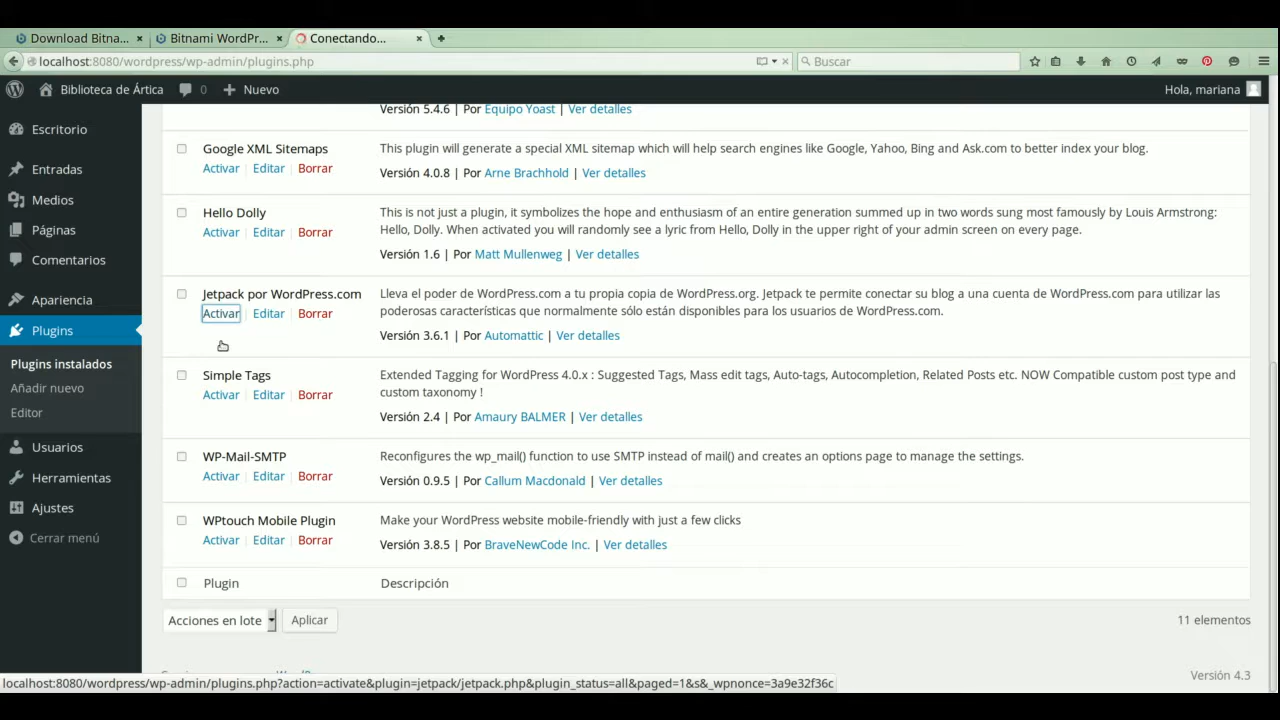 Download Bitna...
Bitnami WordPr...
Conectando...
localhost:8080/wordpress/wp-admin/plugins.php
Buscar
Biblioteca de Ártica
0
Nuevo
Hola, mariana
Escritorio
Entradas
Medios
Páginas
Comentarios
Apariencia
Plugins
Plugins instalados
Añadir nuevo
Editor
Usuarios
Herramientas
Ajustes
Cerrar menú
Versión 5.4.6 | Por Equipo Yoast | Ver detalles
Google XML Sitemaps
Activar | Editar | Borrar
This plugin will generate a special XML sitemap which will help search engines like Google, Yahoo, Bing and Ask.com to better index your blog.
Versión 4.0.8 | Por Arne Brachhold | Ver detalles
Hello Dolly
Activar | Editar | Borrar
This is not just a plugin, it symbolizes the hope and enthusiasm of an entire generation summed up in two words sung most famously by Louis Armstrong:
Hello, Dolly. When activated you will randomly see a lyric from Hello, Dolly in the upper right of your admin screen on every page.
Versión 1.6 | Por Matt Mullenweg | Ver detalles
Jetpack por WordPress.com
Activar | Editar | Borrar
Lleva el poder de WordPress.com a tu propia copia de WordPress.org. Jetpack te permite conectar su blog a una cuenta de WordPress.com para utilizar las
poderosas características que normalmente sólo están disponibles para los usuarios de WordPress.com.
Versión 3.6.1 | Por Automattic | Ver detalles
Simple Tags
Activar | Editar | Borrar
Extended Tagging for WordPress 4.0.x : Suggested Tags, Mass edit tags, Auto-tags, Autocompletion, Related Posts etc. NOW Compatible custom post type and
custom taxonomy !
Versión 2.4 | Por Amaury BALMER | Ver detalles
WP-Mail-SMTP
Activar | Editar | Borrar
Reconfigures the wp_mail() function to use SMTP instead of mail() and creates an options page to manage the settings.
Versión 0.9.5 | Por Callum Macdonald | Ver detalles
WPtouch Mobile Plugin
Activar | Editar | Borrar
Make your WordPress website mobile-friendly with just a few clicks
Versión 3.8.5 | Por BraveNewCode Inc. | Ver detalles
Plugin
Descripción
Acciones en lote
Aplicar
11 elementos
Versión 4.3
localhost:8080/wordpress/wp-admin/plugins.php?action=activate&plugin=jetpack/jetpack.php&plugin_status=all&paged=1&s&_wpnonce=3a9e32f36c